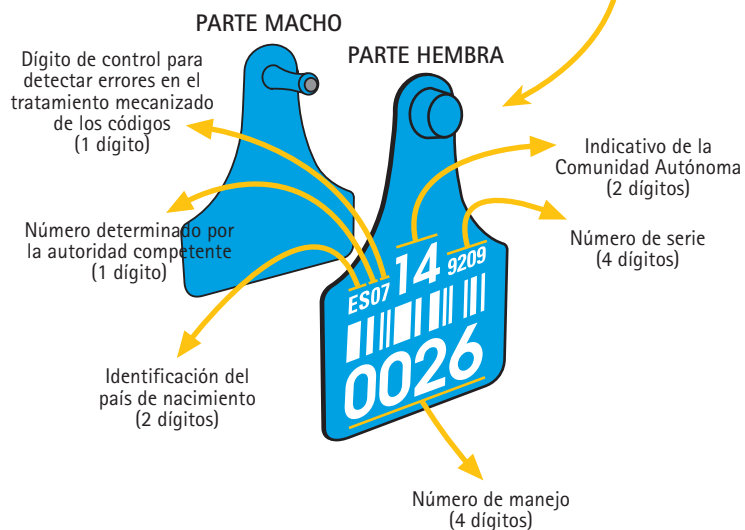 PARTE MACHO
PARTE HEMBRA
Dígito de control para
detectar errores en el
tratamiento mecanizado
de los códigos
(1 dígito)
Indicativo de la
Comunidad Autónoma
(2 dígitos)
Número determinado por
la autoridad competente
(1 dígito)
Número de serie
(4 dígitos)
ES07 14 9209
0026
Identificación del
país de nacimiento
(2 dígitos)
Número de manejo
(4 dígitos)